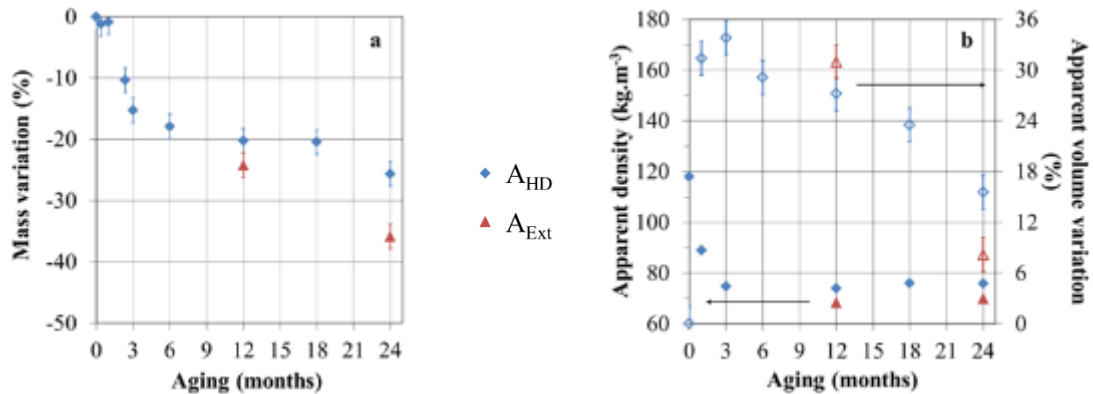 a
Mass variation (%)
0
-10
-20
-30
-40
-50
0 3 6 9 12 15 18 21 24
Aging (months)
A_HD
A_Ext
b
Apparent density (kg.m⁻³)
180
160
140
120
100
80
60
36
30
24
18
12
6
0
Apparent volume variation
(%)
0 3 6 9 12 15 18 21 24
Aging (months)